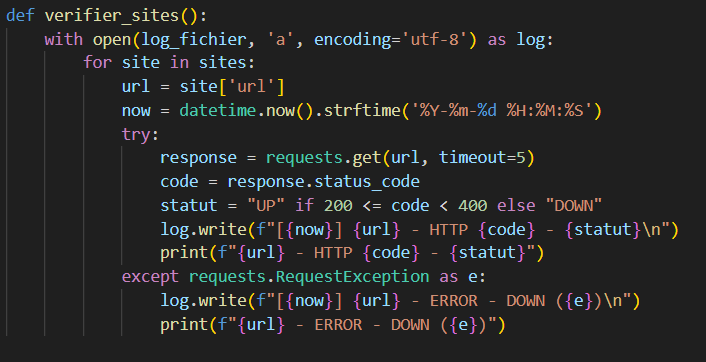 def verifier_sites():
    with open(log_fichier, 'a', encoding='utf-8') as log:
        for site in sites:
            url = site['url']
            now = datetime.now().strftime('%Y-%m-%d %H:%M:%S')
            try:
                response = requests.get(url, timeout=5)
                code = response.status_code
                statut = "UP" if 200 <= code < 400 else "DOWN"
                log.write(f"[{now}] {url} - HTTP {code} - {statut}\n")
                print(f"{url} - HTTP {code} - {statut}")
            except requests.RequestException as e:
                log.write(f"[{now}] {url} - ERROR - DOWN ({e})\n")
                print(f"{url} - ERROR - DOWN ({e})")